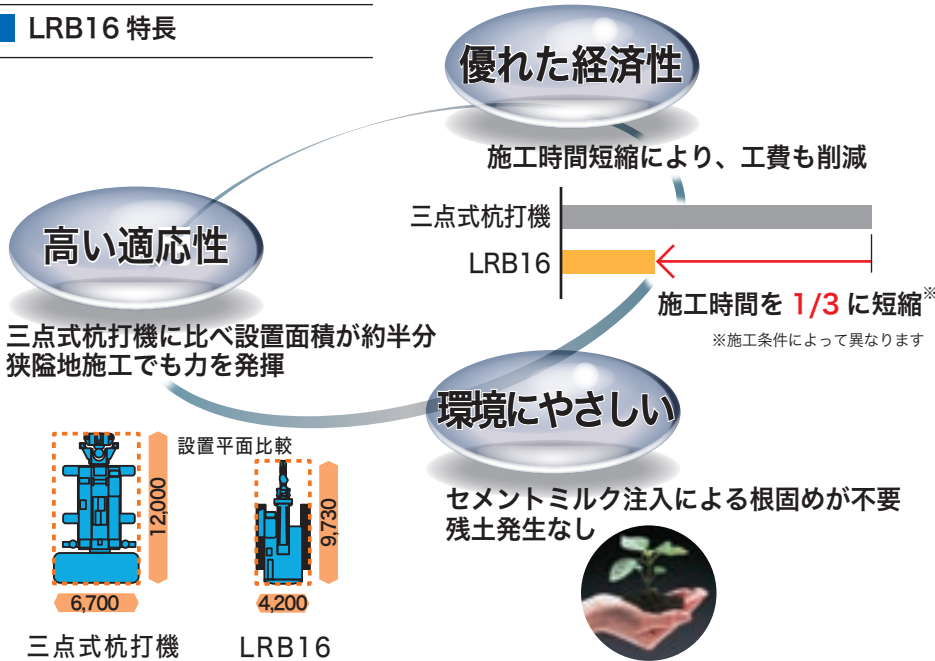 LRB16 特長
優れた経済性
施工時間短縮により、工費も削減
三点式杭打機
LRB16
施工時間を 1/3 に短縮※
※施工条件によって異なります
高い適応性
三点式杭打機に比べ設置面積が約半分
狭隘地施工でも力を発揮
設置平面比較
12,000
6,700
三点式杭打機
9,730
4,200
LRB16
環境にやさしい
セメントミルク注入による根固めが不要
残土発生なし